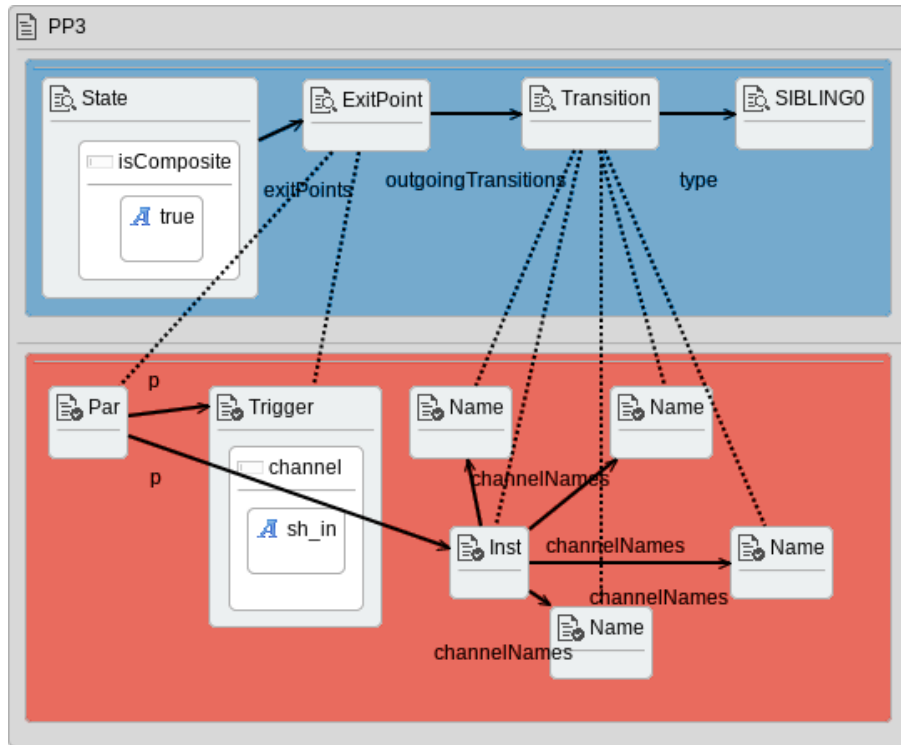 PP3
State
ExitPoint
Transition
SIBLING0
isComposite
true
exitPoints
outgoingTransitions
type
p
Par
Trigger
Name
Name
channel
p
channelNames
sh_in
Inst
channelNames
Name
channelNames
Name
channelNames